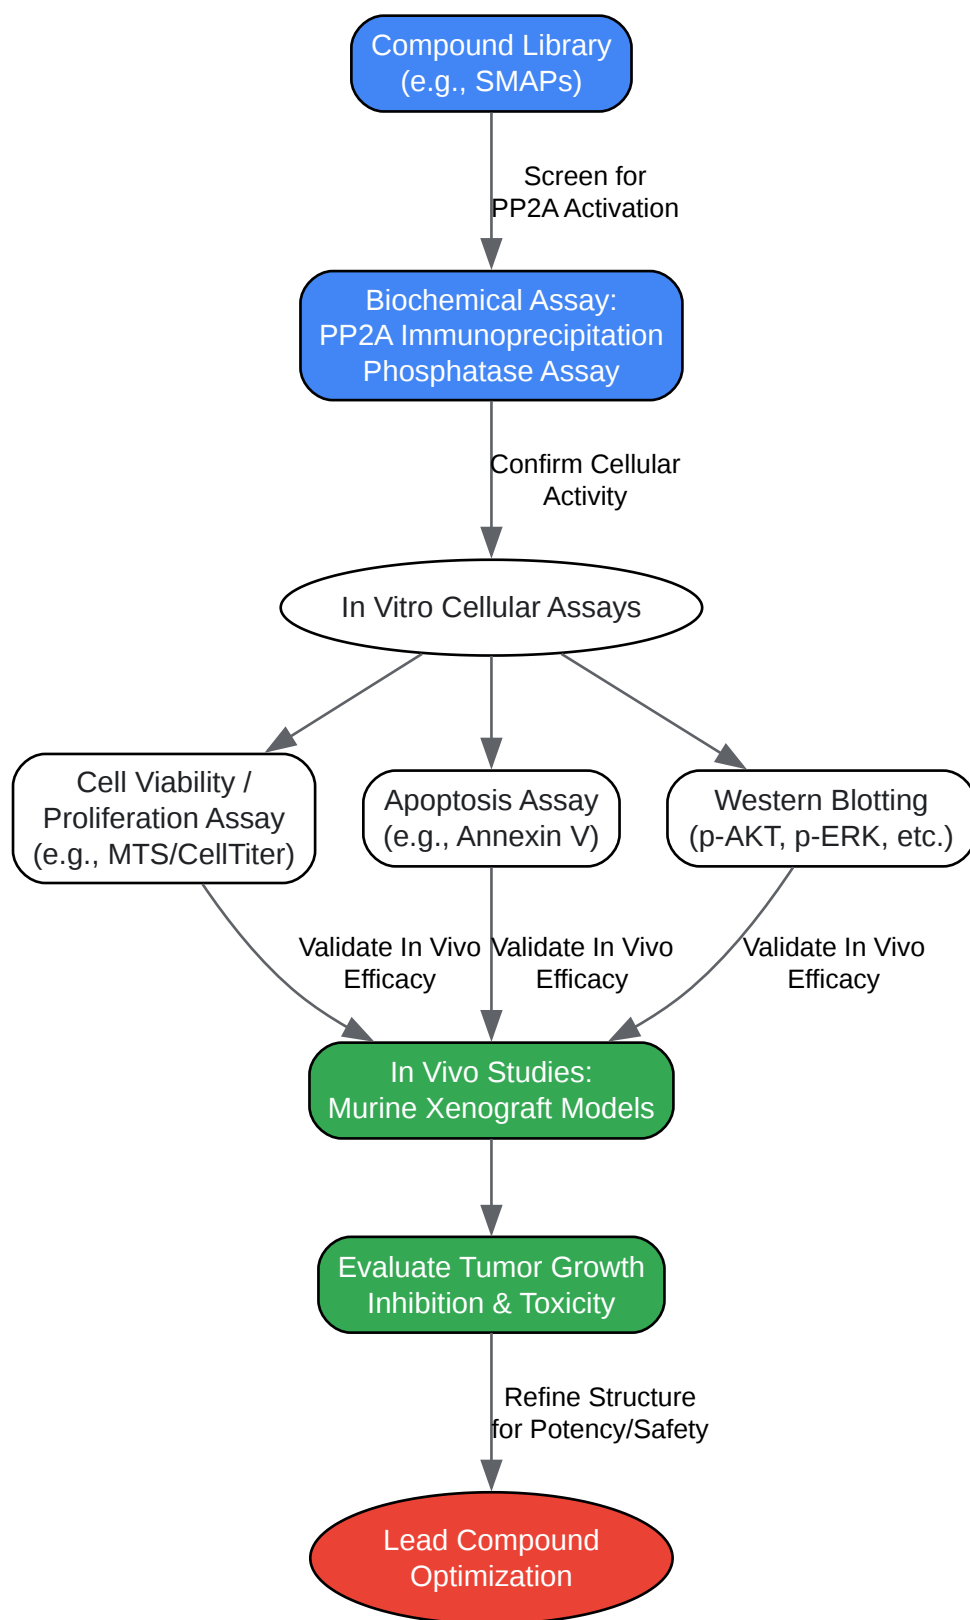 Compound Library
(e.g., SMAPs)
Screen for
PP2A Activation
Biochemical Assay:
PP2A Immunoprecipitation
Phosphatase Assay
Confirm Cellular
Activity
In Vitro Cellular Assays
Cell Viability /
Proliferation Assay
(e.g., MTS/CellTiter)
Apoptosis Assay
(e.g., Annexin V)
Western Blotting
(p-AKT, p-ERK, etc.)
Validate In Vivo
Efficacy
Validate In Vivo
Efficacy
Validate In Vivo
Efficacy
In Vivo Studies:
Murine Xenograft Models
Evaluate Tumor Growth
Inhibition & Toxicity
Refine Structure
for Potency/Safety
Lead Compound
Optimization